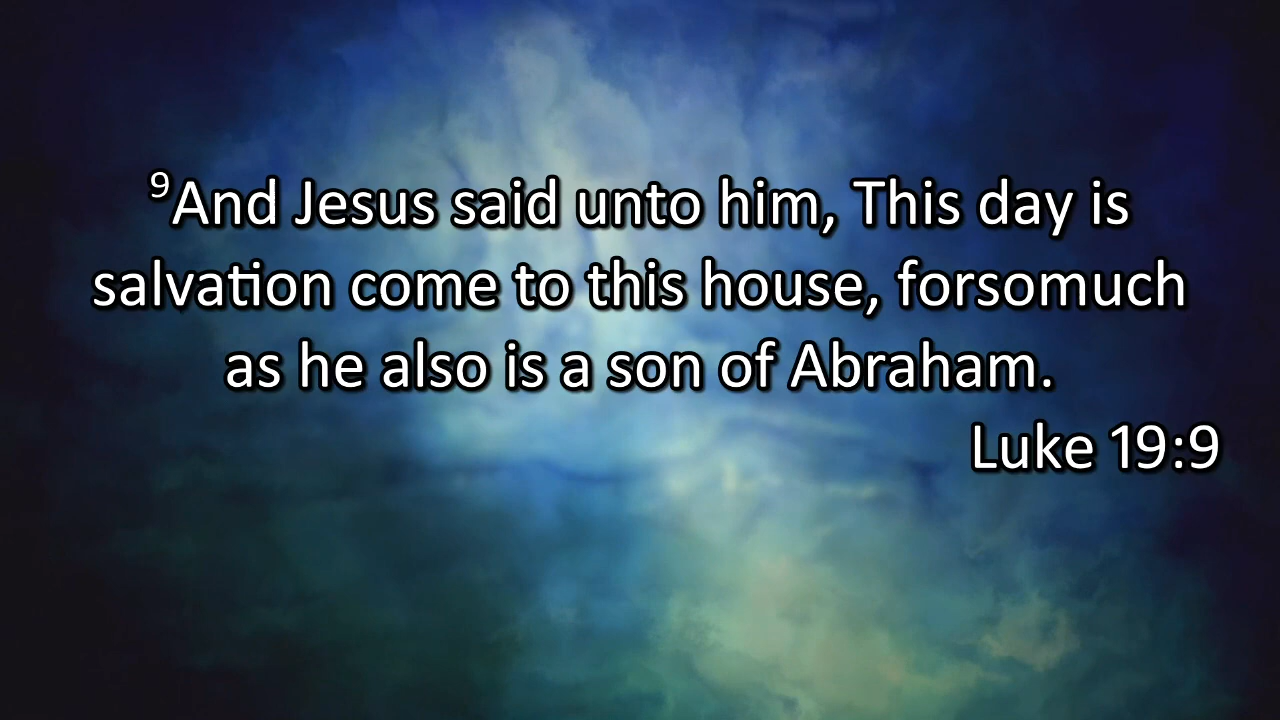 ⁹And Jesus said unto him, This day is
salvation come to this house, forsomuch
as he also is a son of Abraham.
Luke 19:9